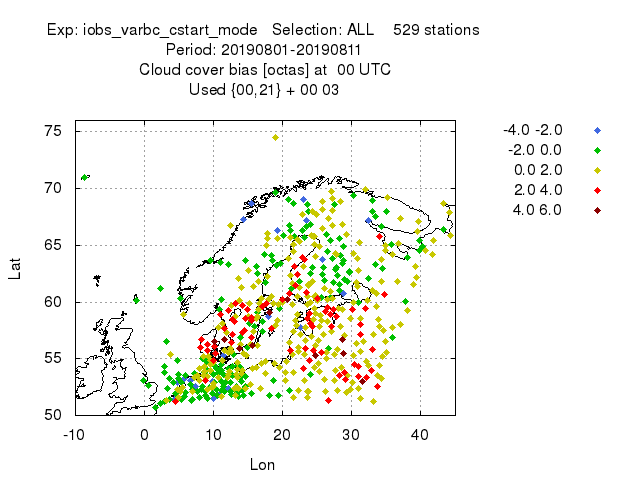 Exp: iobs_varbc_cstart_mode   Selection: ALL    529 stations
Period: 20190801-20190811
Cloud cover bias [octas] at  00 UTC
Used {00,21} + 00 03
-4.0 -2.0
-2.0 0.0
0.0 2.0
2.0 4.0
4.0 6.0
75
70
65
60
55
50
Lat
-10 0 10 20 30 40
Lon